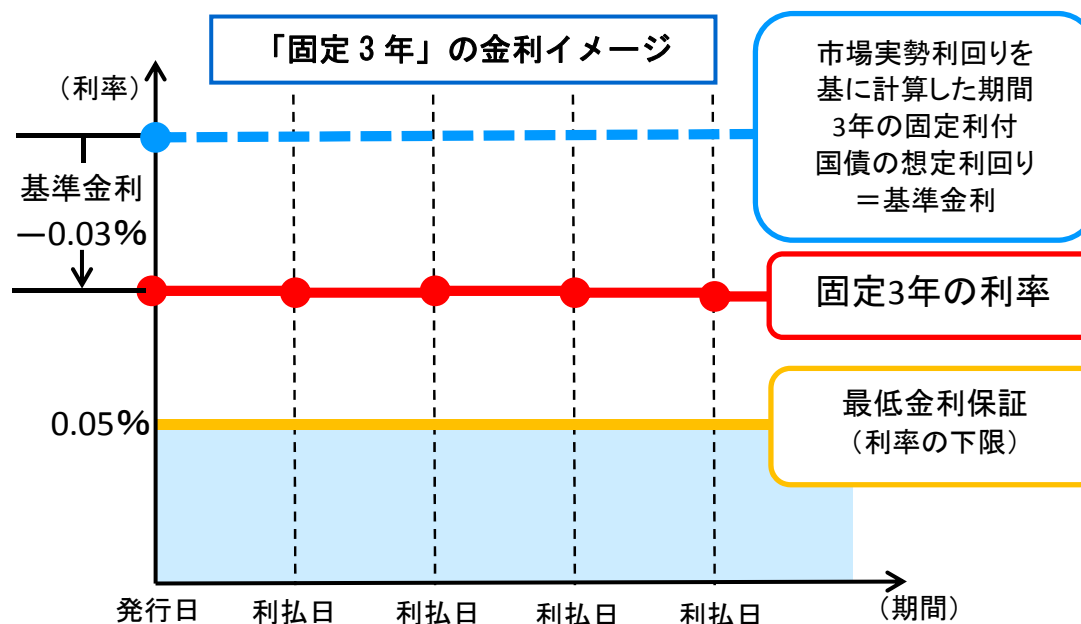 「固定3年」の金利イメージ
（利率）
市場実勢利回りを
基に計算した期間
3年の固定利付
国債の想定利回り
＝基準金利
基準金利
－0.03％
固定3年の利率
0.05％
最低金利保証
（利率の下限）
発行日 利払日 利払日 利払日 利払日
（期間）